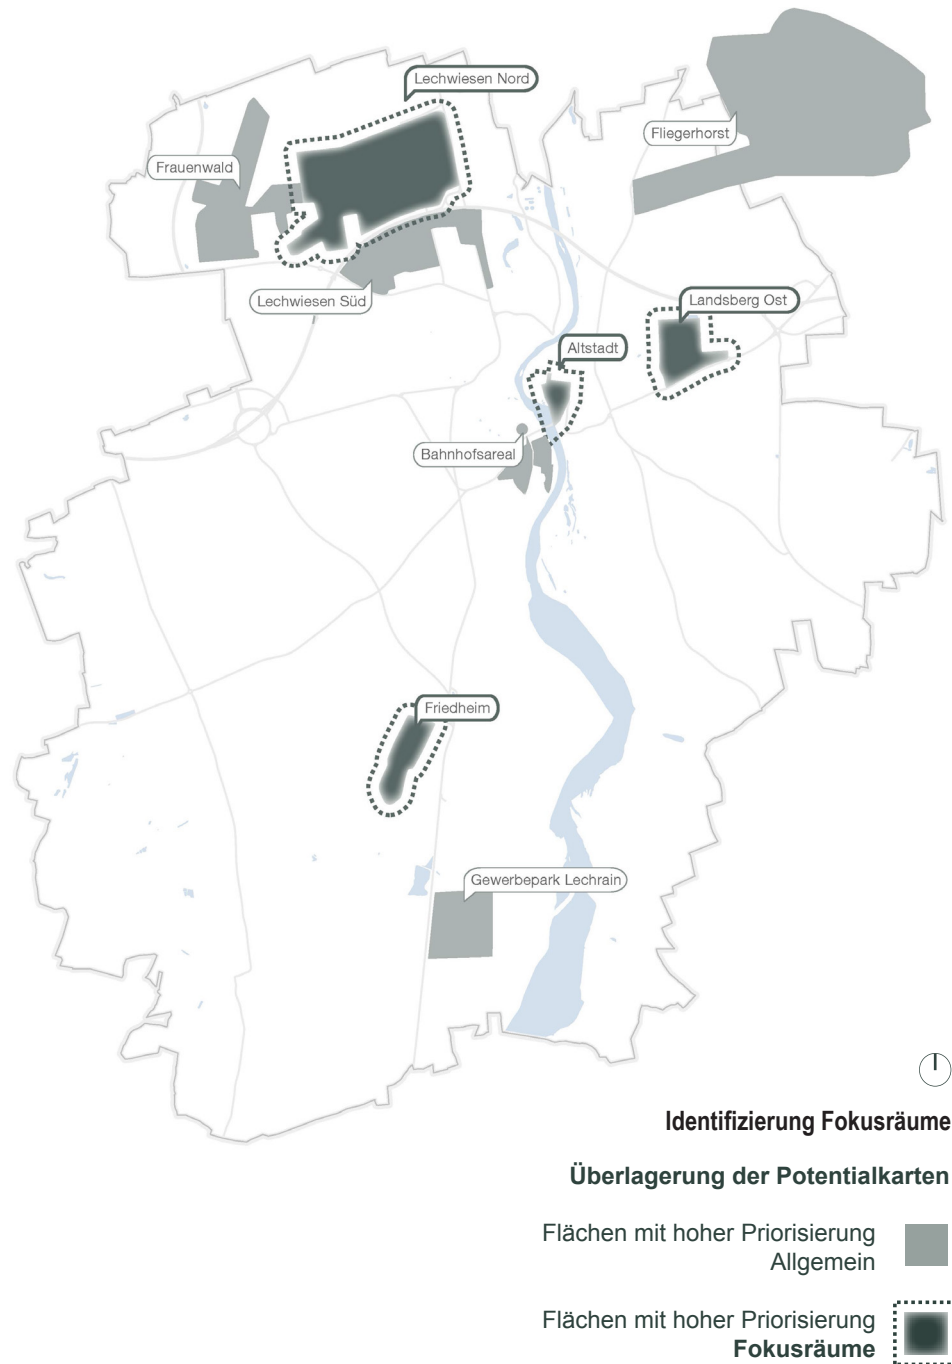 Lechwiesen Nord
Fliegerhorst
Frauenwald
Lechwiesen Süd
Landsberg Ost
Altstadt
Bahnhofsareal
Friedheim
Gewerbepark Lechrain
Identifizierung Fokusräume
Überlagerung der Potentialkarten
Flächen mit hoher Priorisierung
Allgemein
Flächen mit hoher Priorisierung
Fokusräume